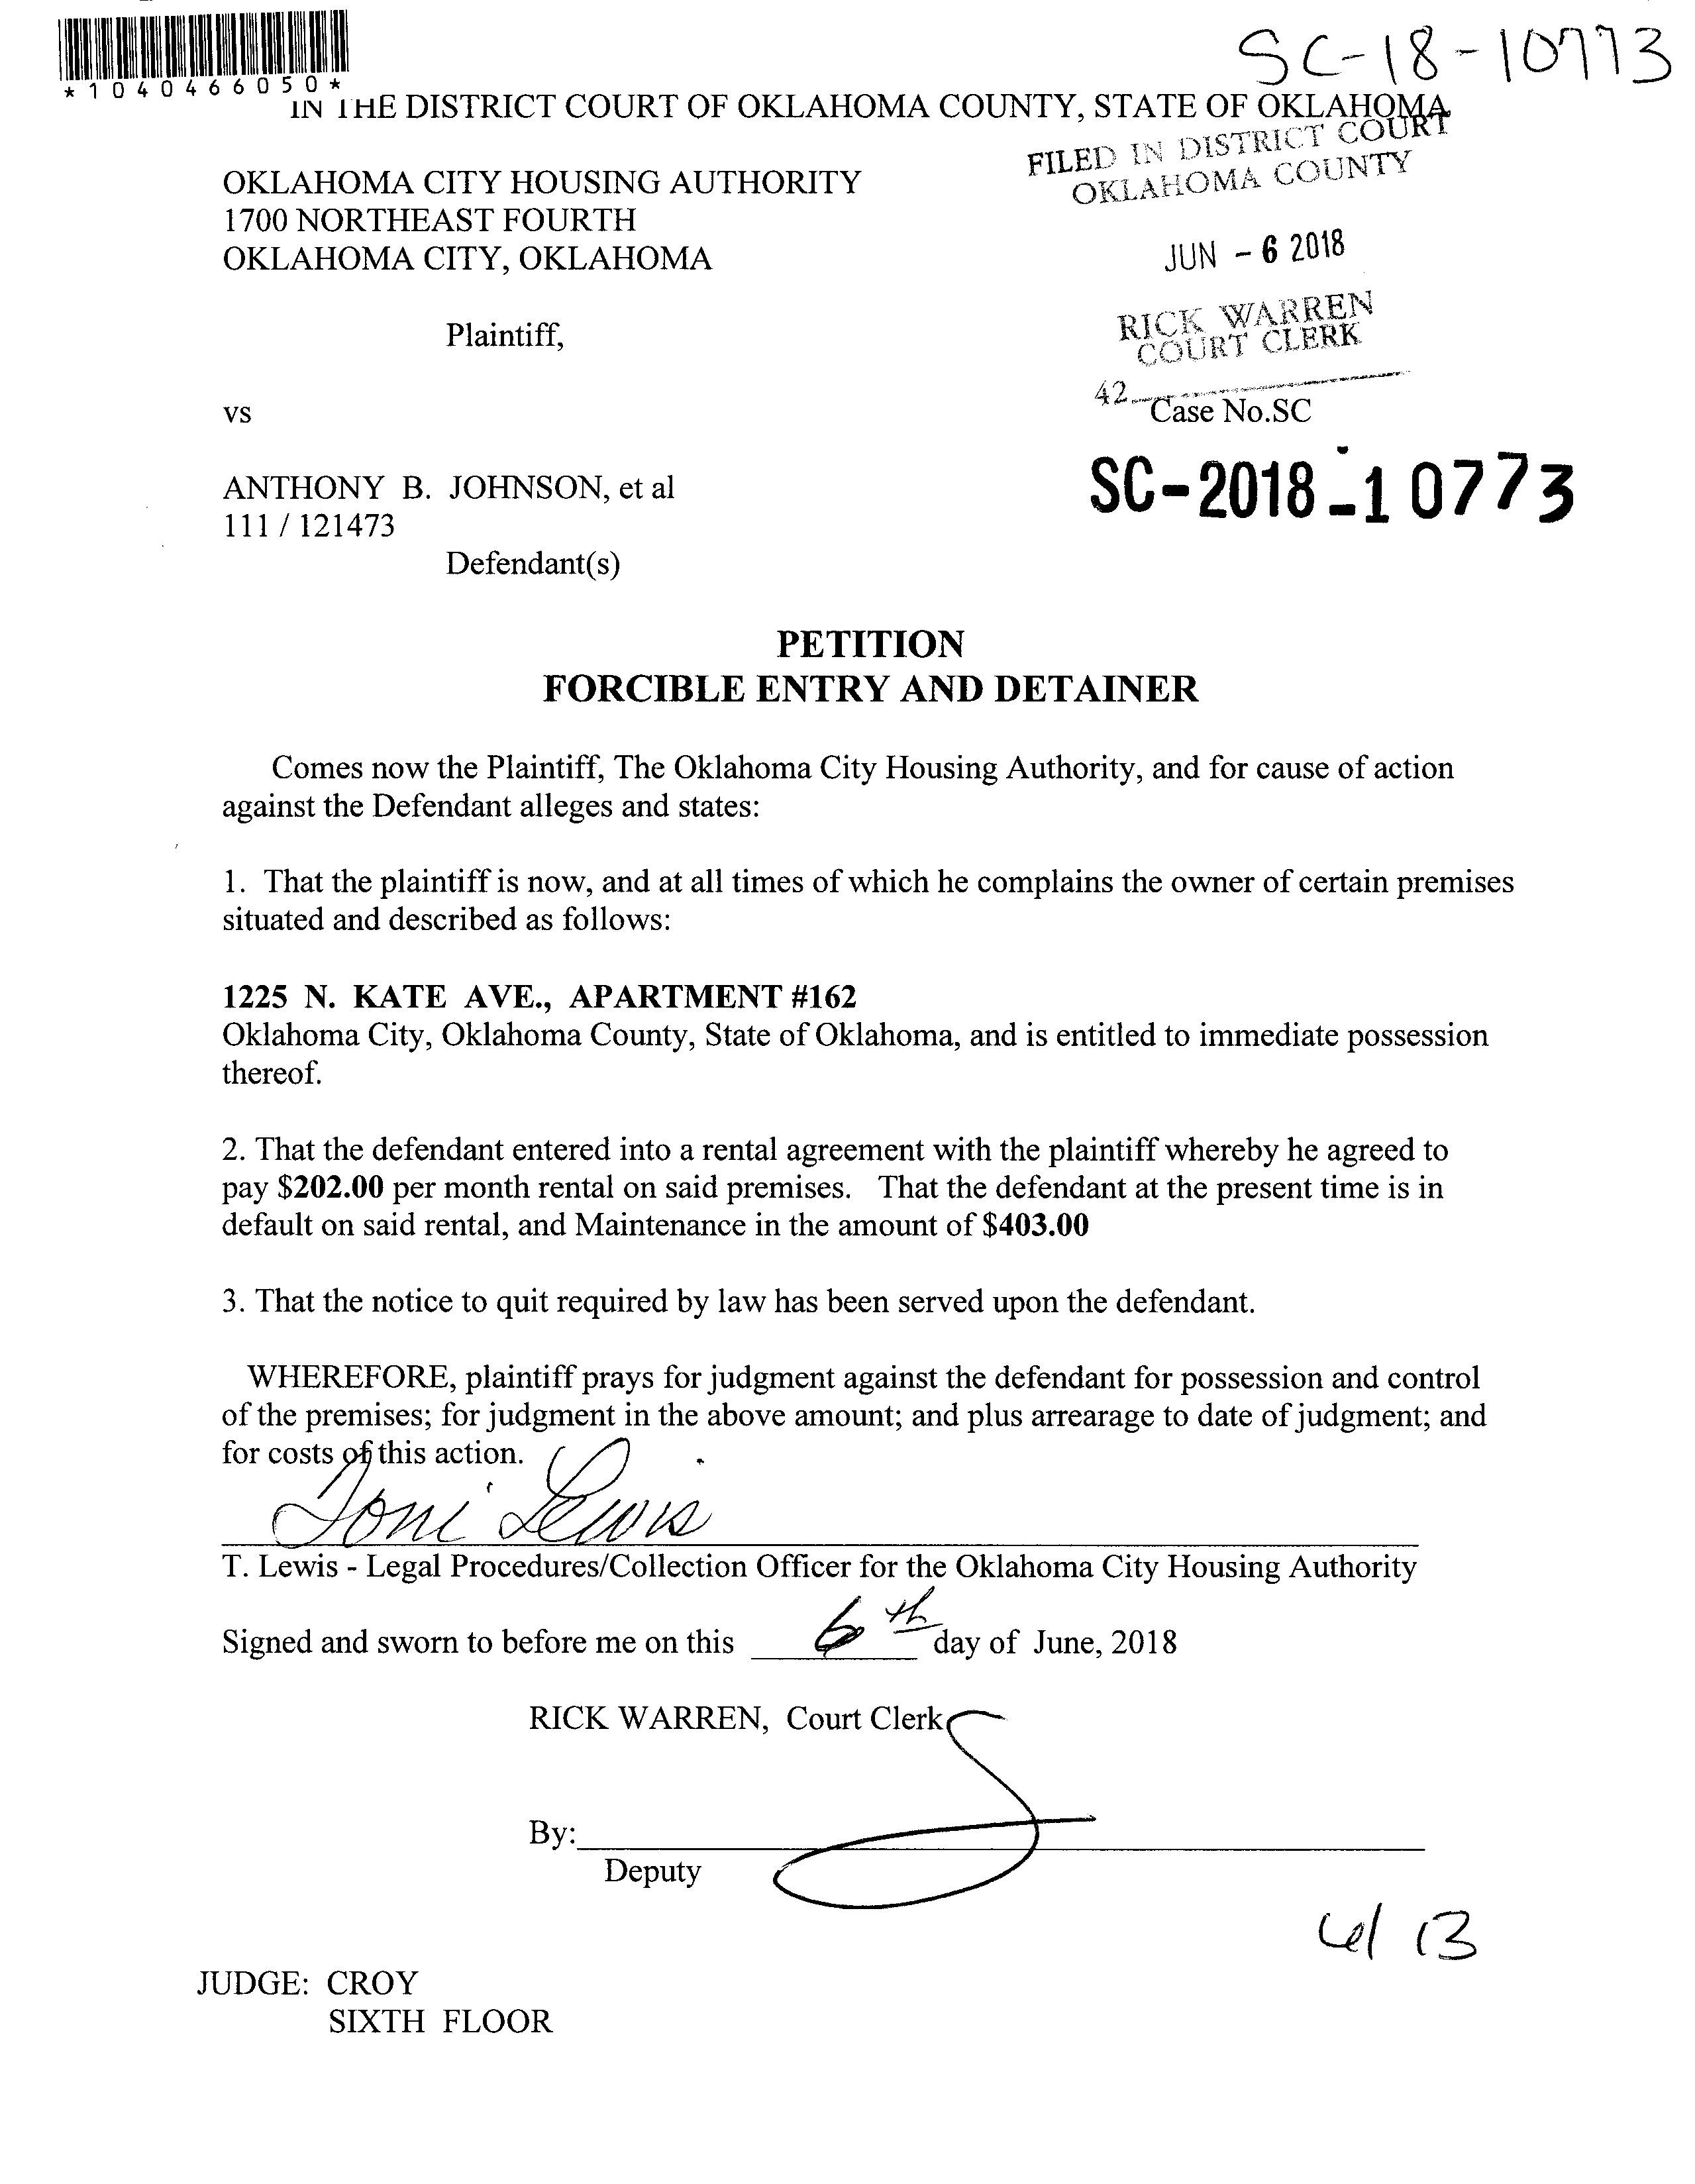 SC-18-10773
*1040466050*
IN THE DISTRICT COURT OF OKLAHOMA COUNTY, STATE OF OKLAHOMA
FILED IN DISTRICT COURT
OKLAHOMA COUNTY
OKLAHOMA CITY HOUSING AUTHORITY
1700 NORTHEAST FOURTH
OKLAHOMA CITY, OKLAHOMA
JUN - 6 2018
Plaintiff,
RICK WARREN
COURT CLERK
42
vs
Case No.SC
ANTHONY B. JOHNSON, et al
SC-2018-10773
111 / 121473
Defendant(s)
PETITION
FORCIBLE ENTRY AND DETAINER
Comes now the Plaintiff, The Oklahoma City Housing Authority, and for cause of action
against the Defendant alleges and states:
1. That the plaintiff is now, and at all times of which he complains the owner of certain premises
situated and described as follows:
1225 N. KATE AVE., APARTMENT #162
Oklahoma City, Oklahoma County, State of Oklahoma, and is entitled to immediate possession
thereof.
2. That the defendant entered into a rental agreement with the plaintiff whereby he agreed to
pay $202.00 per month rental on said premises. That the defendant at the present time is in
default on said rental, and Maintenance in the amount of $403.00
3. That the notice to quit required by law has been served upon the defendant.
WHEREFORE, plaintiff prays for judgment against the defendant for possession and control
of the premises; for judgment in the above amount; and plus arrearage to date of judgment; and
for costs of this action.
Toni Lewis
T. Lewis - Legal Procedures/Collection Officer for the Oklahoma City Housing Authority
Signed and sworn to before me on this 6th day of June, 2018
RICK WARREN, Court Clerk
By:
Deputy
13
JUDGE: CROY
SIXTH FLOOR